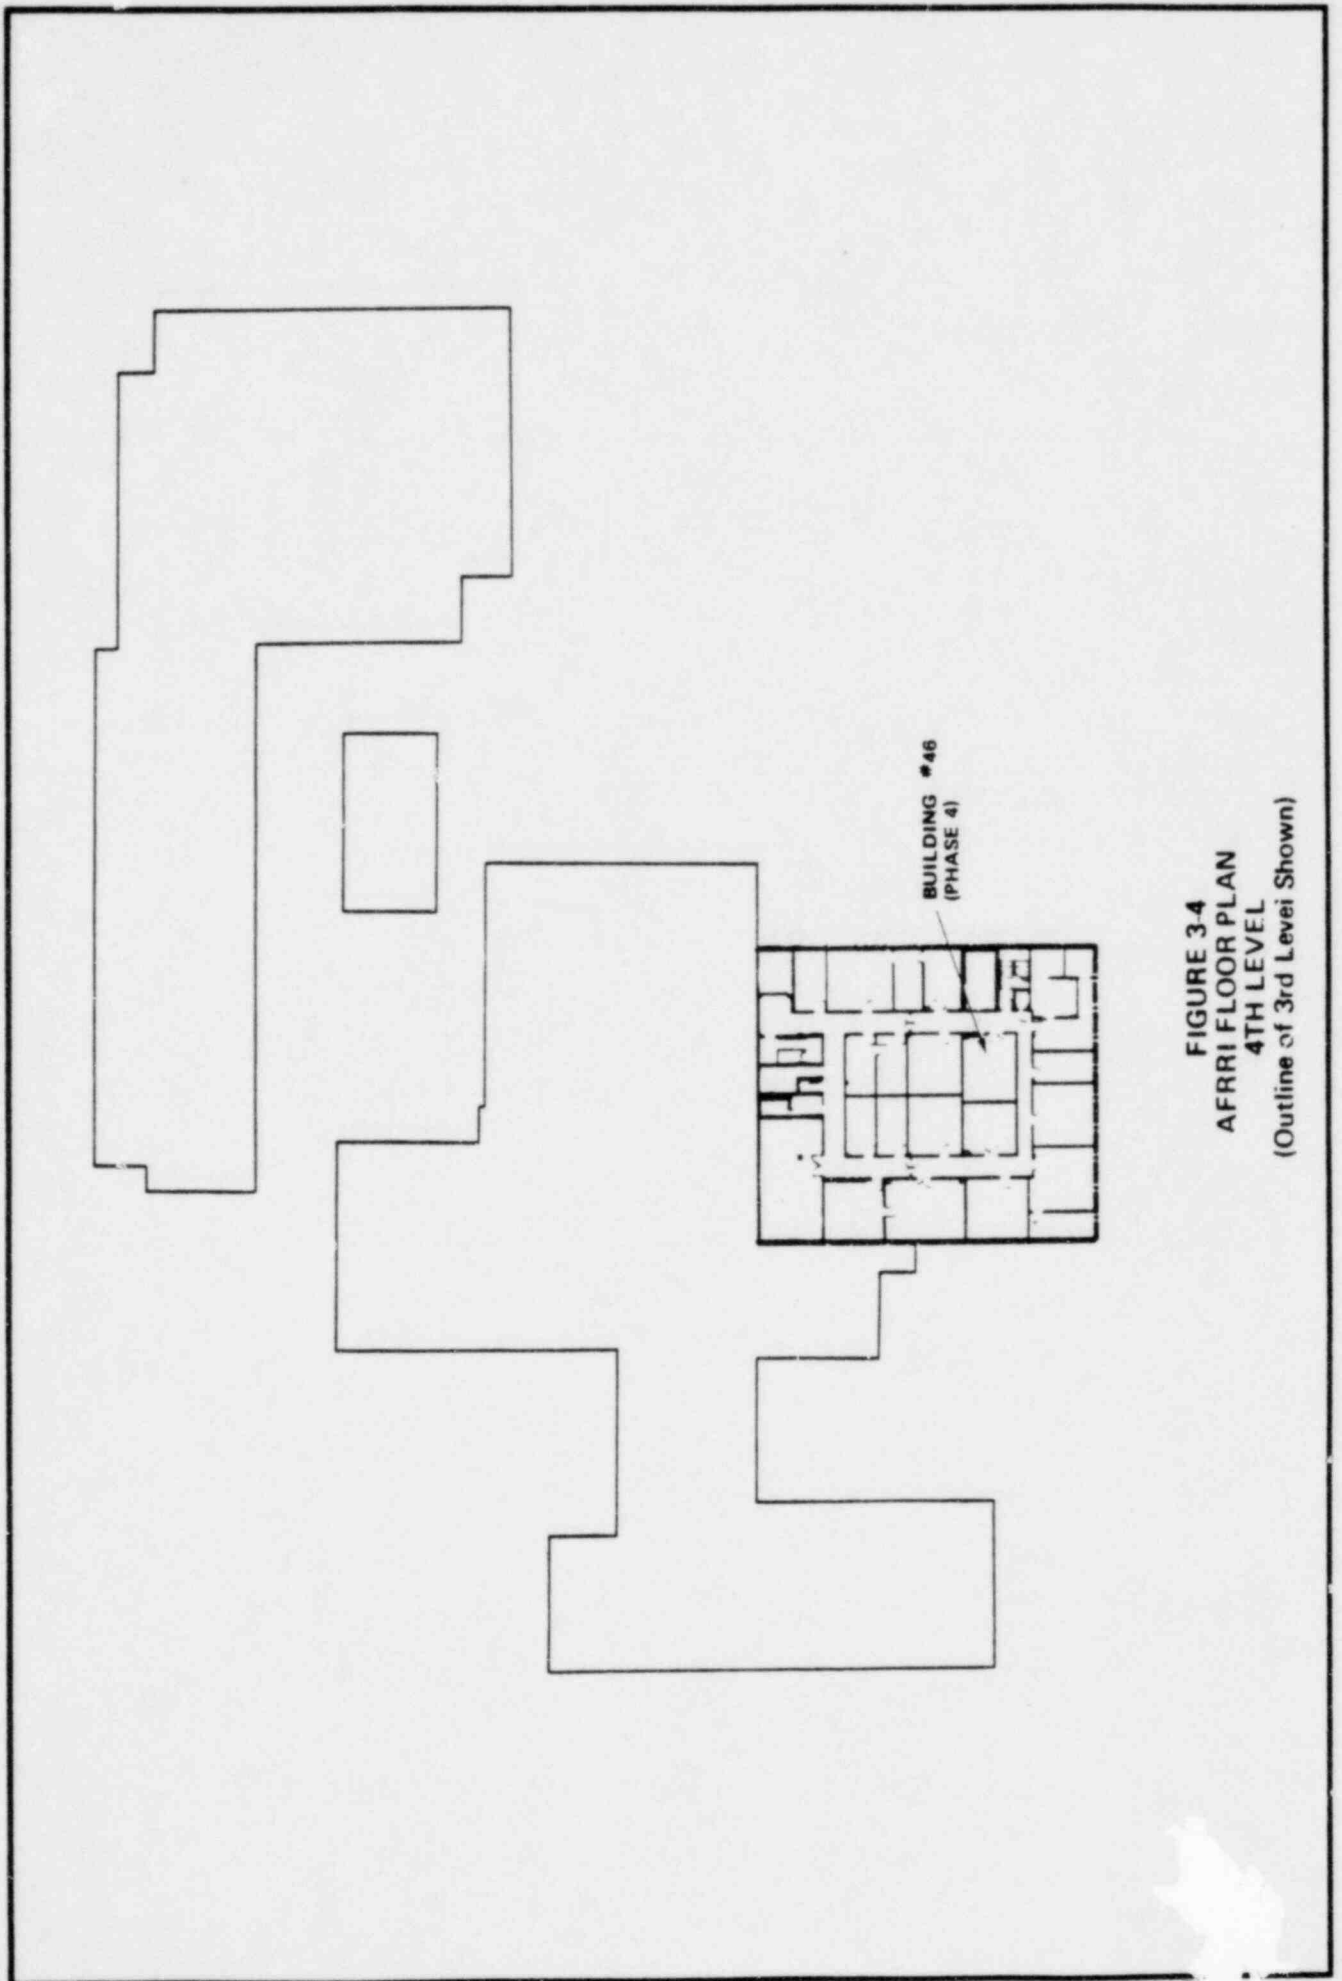 BUILDING #46
(PHASE 4)
FIGURE 3-4
AFRRI FLOOR PLAN
4TH LEVEL
(Outline of 3rd Level Shown)